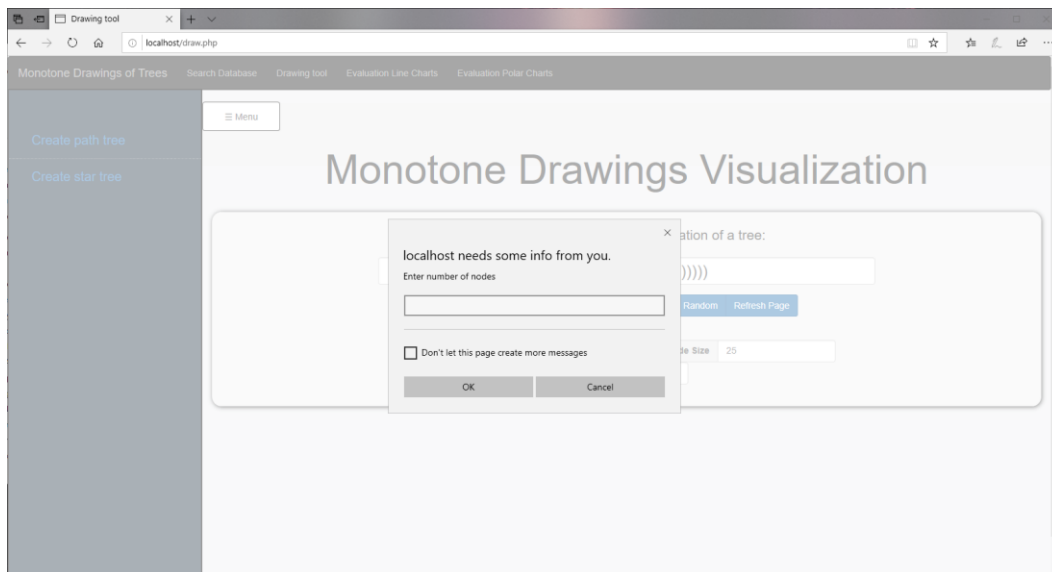 Drawing tool
localhost/draw.php
Monotone Drawings of Trees Search Database Drawing tool Evaluation Line Charts Evaluation Polar Charts
☰ Menu
Create path tree
Create star tree
Monotone Drawings Visualization
ation of a tree:
)))))
Random Refresh Page
de Size 25
localhost needs some info from you.
Enter number of nodes
Don't let this page create more messages
OK Cancel